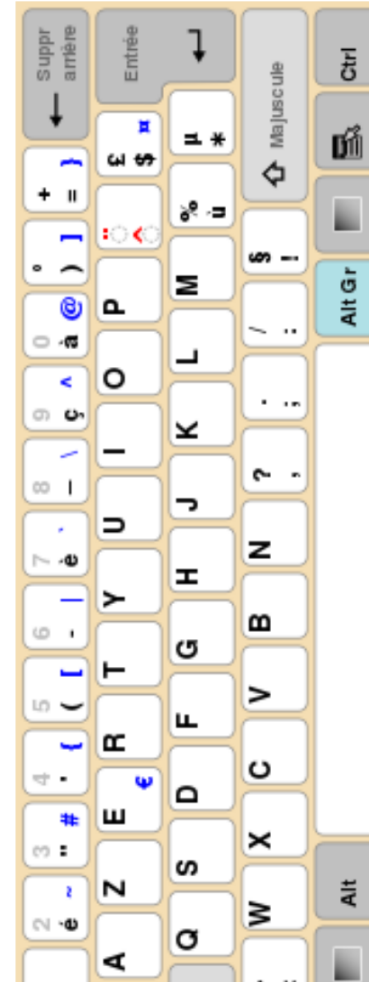 2 3 4 5 6 7 8 9 0 ° + Suppr
é ~ " # ' { ( [ - | è ` _ \ ç ^ à @ ) ] = } ← arrière
A Z E R T Y U I O P ¨ £ Entrée
€ ^ $ ¤
Q S D F G H J K L M % µ
ù *
W X C V B N ? . / § Majuscule
, ; : !
Alt Alt Gr Ctrl